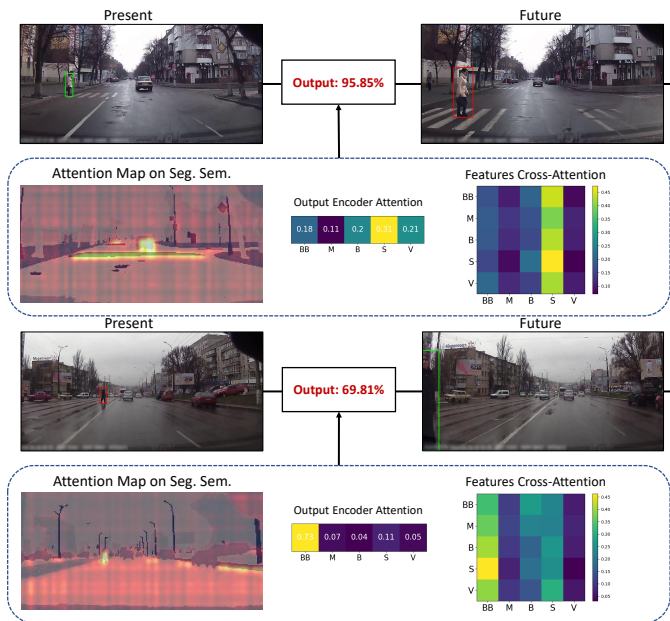 Present
Future
Output: 95.85%
Attention Map on Seg. Sem.
Output Encoder Attention
0.18 0.11 0.2 0.31 0.21
BB M B S V
Features Cross-Attention
BB
M
B
S
V
BB M B S V
0.45
0.40
0.35
0.30
0.25
0.20
0.15
0.10
Present
Future
Output: 69.81%
Attention Map on Seg. Sem.
Output Encoder Attention
0.73 0.07 0.04 0.11 0.05
BB M B S V
Features Cross-Attention
BB
M
B
S
V
BB M B S V
0.45
0.40
0.35
0.30
0.25
0.20
0.15
0.10
0.05